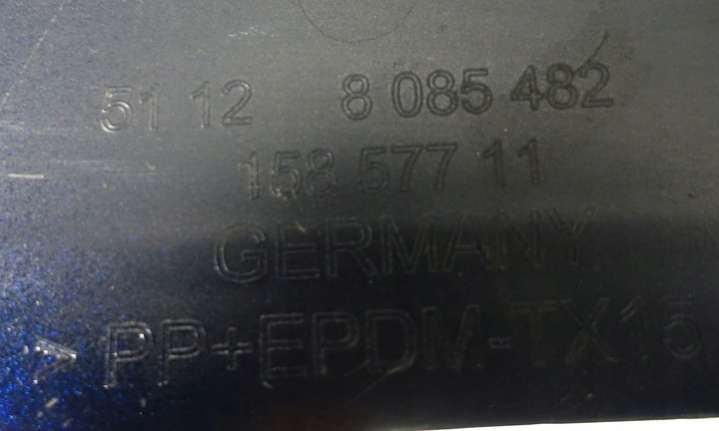 51 12 8 085 482
158 577 11
GERMANY
>PP+EPDM-TX15